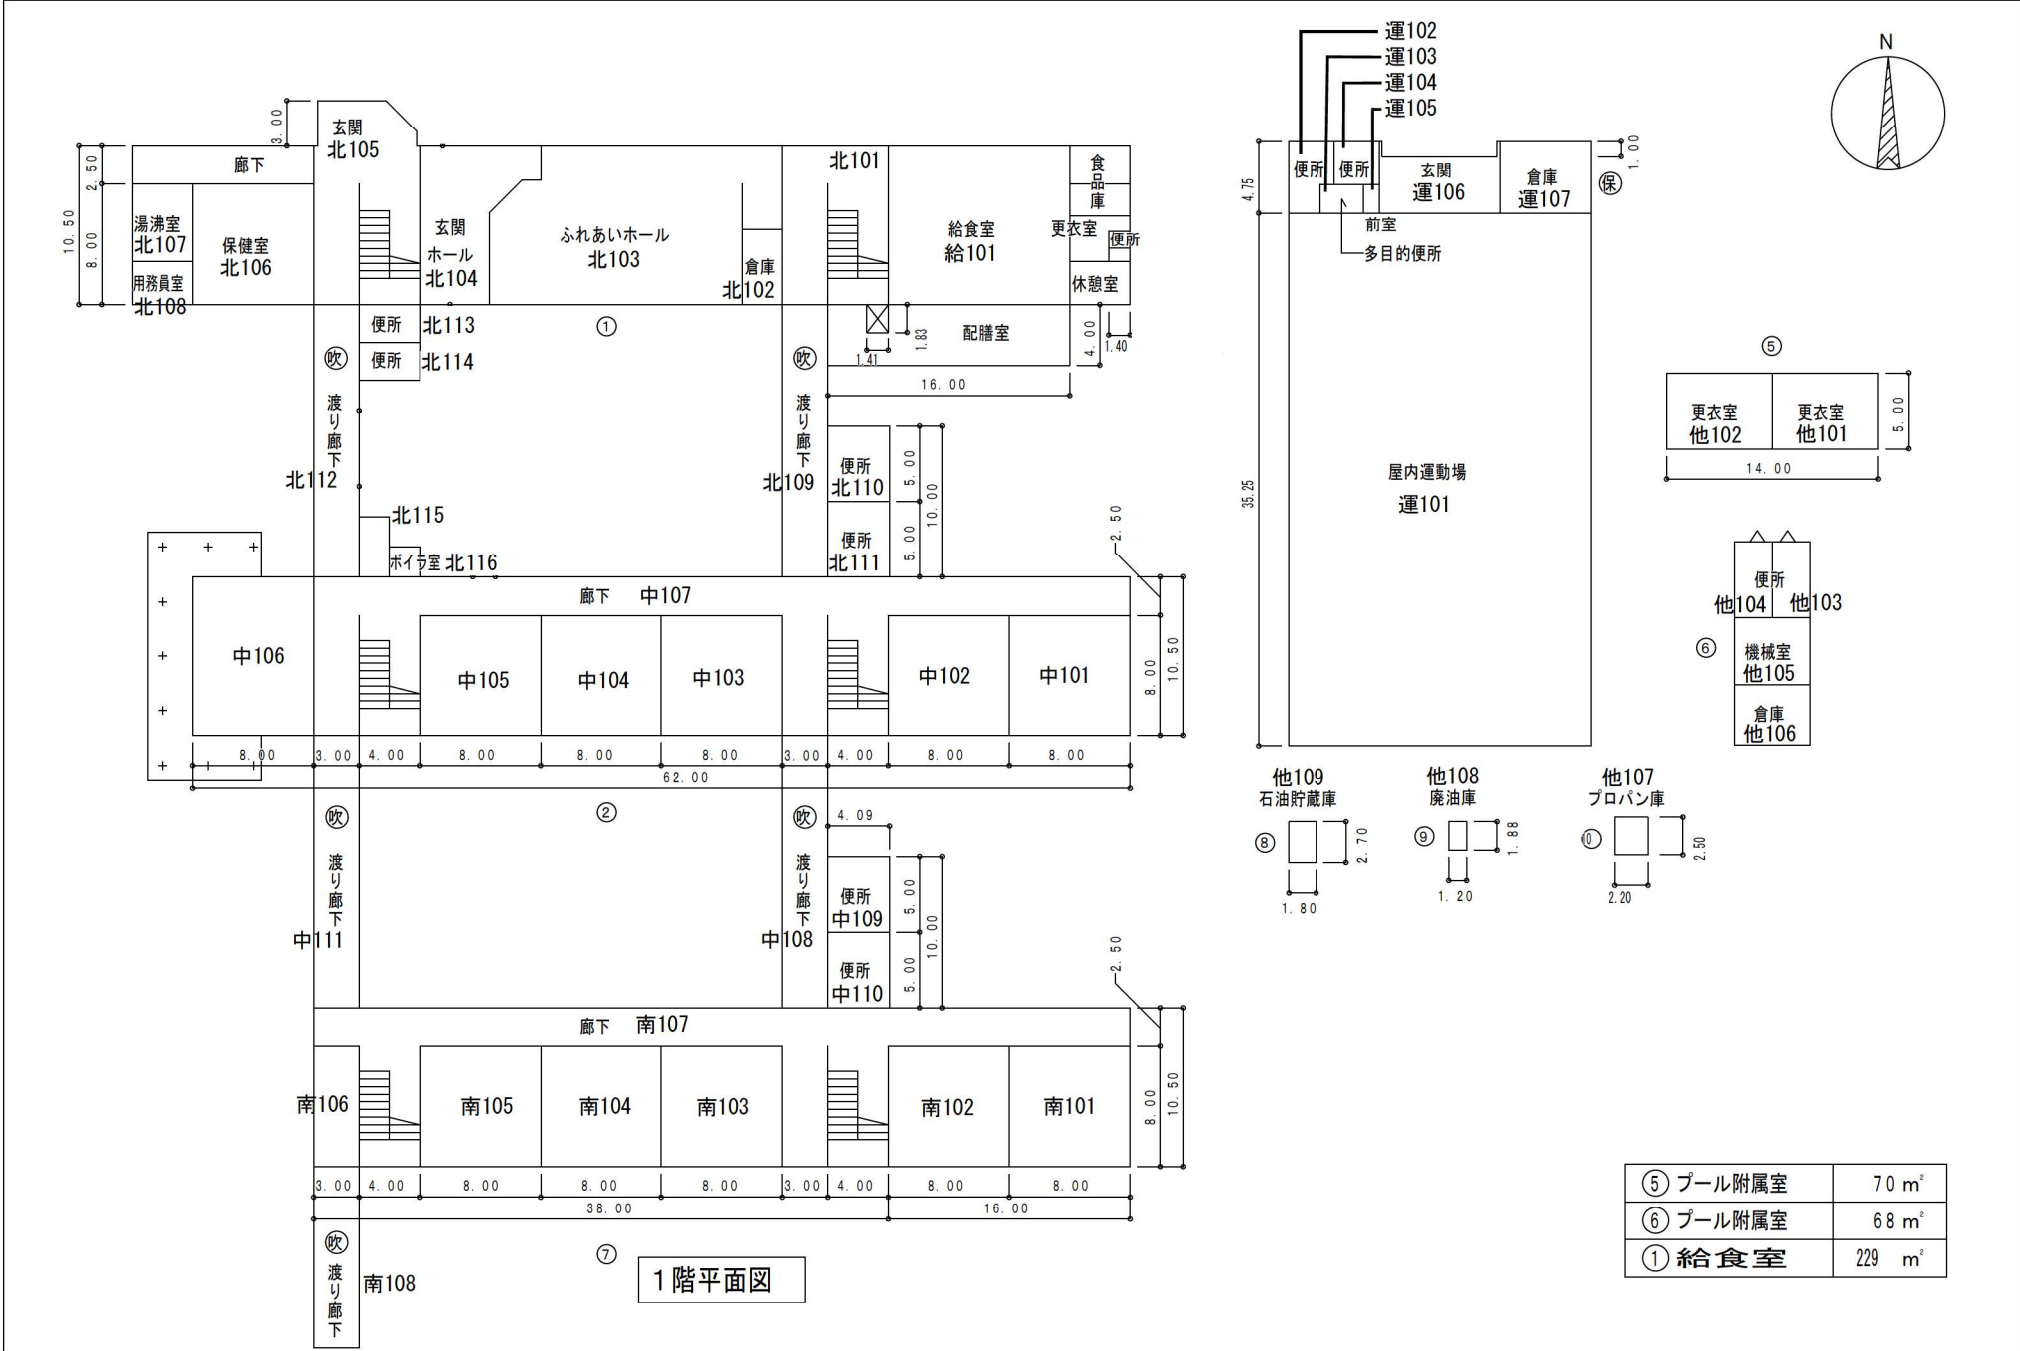 運102
運103
運104
運105
N
3.00
玄関
北105
廊下
2.50
10.50
8.00
湯沸室
北107
用務員室
北108
保健室
北106
玄関
ホール
北104
ふれあいホール
北103
倉庫
北102
北101
給食室
給101
食品庫
更衣室
便所
休憩室
便所
北113
便所
北114
①
1.41
1.83
配膳室
4.00
1.40
16.00
吹
渡り廊下
北112
吹
渡り廊下
北109
便所
北110
便所
北111
5.00
5.00
10.00
2.50
北115
ボイラ室 北116
廊下 中107
中106
中105
中104
中103
中102
中101
8.00
10.50
8.00
3.00
4.00
8.00
8.00
8.00
3.00
4.00
8.00
8.00
62.00
②
吹
渡り廊下
中111
吹
渡り廊下
中108
4.09
便所
中109
便所
中110
5.00
5.00
10.00
2.50
廊下 南107
南106
南105
南104
南103
南102
南101
8.00
10.50
3.00
4.00
8.00
8.00
8.00
3.00
4.00
8.00
8.00
38.00
16.00
吹
渡り廊下
南108
⑦
1階平面図
便所
便所
玄関
運106
倉庫
運107
保
1.00
4.75
前室
多目的便所
35.25
屋内運動場
運101
⑤
更衣室
他102
更衣室
他101
5.00
14.00
便所
他104
他103
⑥
機械室
他105
倉庫
他106
他109
石油貯蔵庫
⑧
2.70
1.80
他108
廃油庫
⑨
1.88
1.20
他107
プロパン庫
⑩
2.50
2.20
⑤ プール附属室 70 ㎡
⑥ プール附属室 68 ㎡
① 給食室 229 ㎡